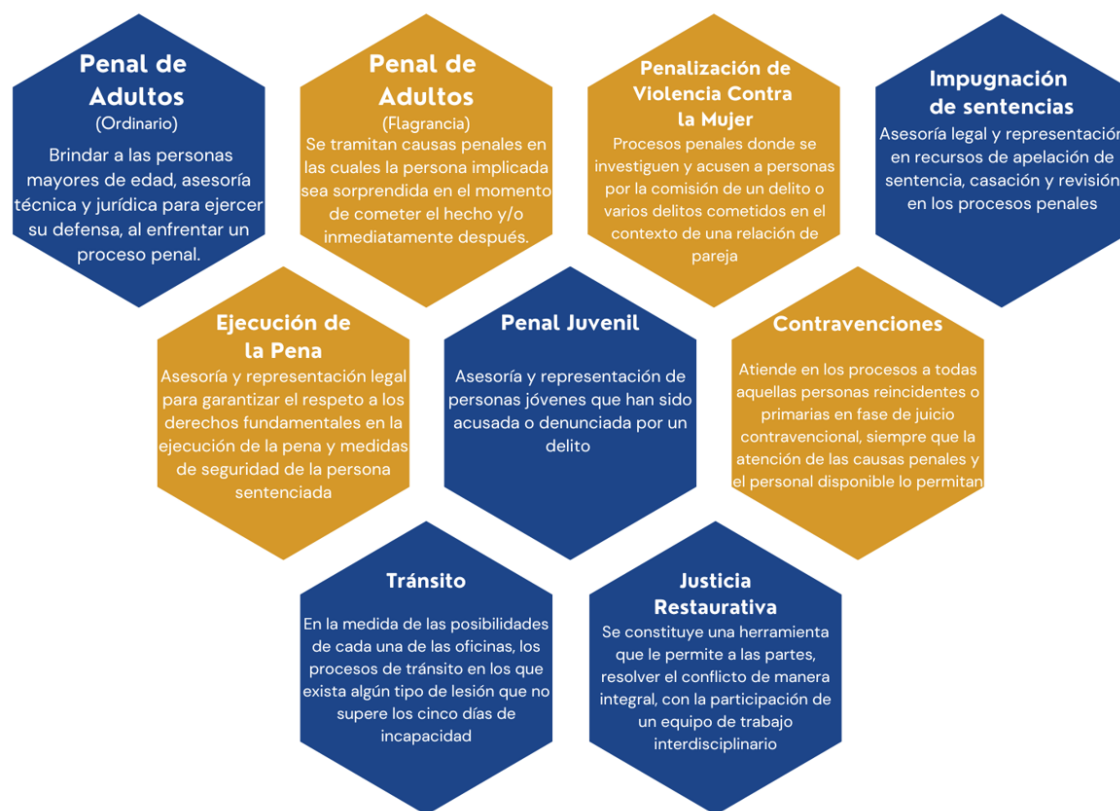 Penal de
Adultos
(Ordinario)
Brindar a las personas
mayores de edad, asesoría
técnica y jurídica para ejercer
su defensa, al enfrentar un
proceso penal.
Penal de
Adultos
(Flagrancia)
Se tramitan causas penales en
las cuales la persona implicada
sea sorprendida en el momento
de cometer el hecho y/o
inmediatamente después.
Penalización de
Violencia Contra
la Mujer
Procesos penales donde se
investiguen y acusen a personas
por la comisión de un delito o
varios delitos cometidos en el
contexto de una relación de
pareja
Impugnación
de sentencias
Asesoría legal y representación
en recursos de apelación de
sentencia, casación y revisión
en los procesos penales
Ejecución de
la Pena
Asesoría y representación legal
para garantizar el respeto a los
derechos fundamentales en la
ejecución de la pena y medidas
de seguridad de la persona
sentenciada
Penal Juvenil
Asesoría y representación de
personas jóvenes que han sido
acusada o denunciada por un
delito
Contravenciones
Atiende en los procesos a todas
aquellas personas reincidentes o
primarias en fase de juicio
contravencional, siempre que la
atención de las causas penales y
el personal disponible lo permitan
Tránsito
En la medida de las posibilidades
de cada una de las oficinas, los
procesos de tránsito en los que
exista algún tipo de lesión que no
supere los cinco días de
incapacidad
Justicia
Restaurativa
Se constituye una herramienta
que le permite a las partes,
resolver el conflicto de manera
integral, con la participación de
un equipo de trabajo
interdisciplinario